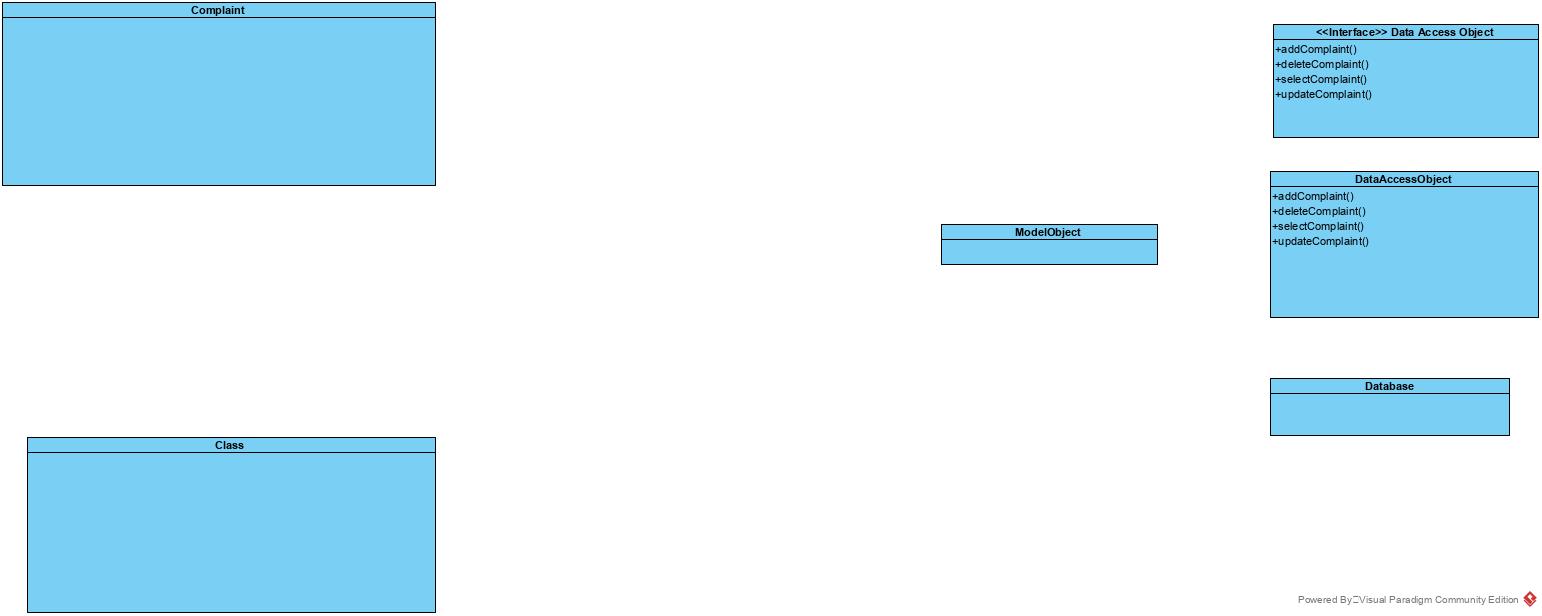 Complaint
<<Interface>> Data Access Object
+addComplaint()
+deleteComplaint()
+selectComplaint()
+updateComplaint()
DataAccessObject
+addComplaint()
+deleteComplaint()
+selectComplaint()
+updateComplaint()
ModelObject
Database
Class
Powered By Visual Paradigm Community Edition